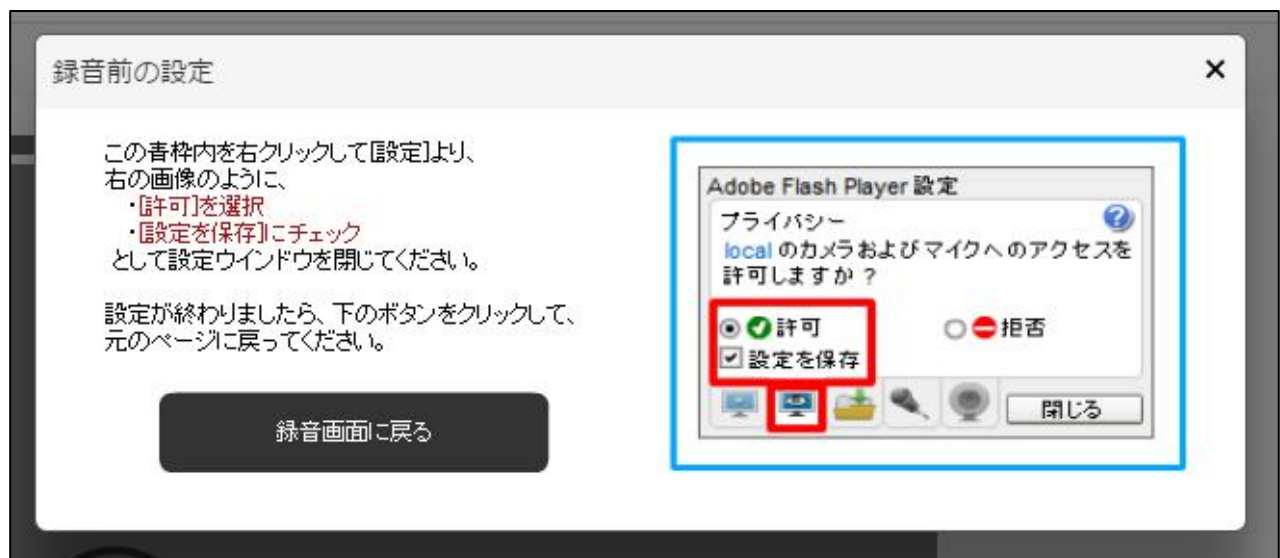 録音前の設定
×
この青枠内を右クリックして[設定]より、
右の画像のように、
・[許可]を選択
・[設定を保存]にチェック
として設定ウインドウを閉じてください。
設定が終わりましたら、下のボタンをクリックして、
元のページに戻ってください。
録音画面に戻る
Adobe Flash Player 設定
プライバシー
?
local のカメラおよびマイクへのアクセスを
許可しますか ?
許可
拒否
設定を保存
閉じる